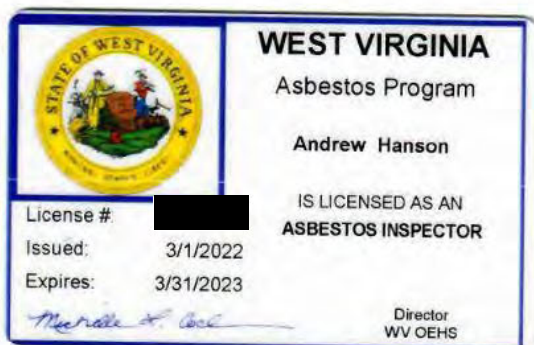 STATE OF WEST VIRGINIA
WEST VIRGINIA
Asbestos Program
Andrew Hanson
IS LICENSED AS AN
ASBESTOS INSPECTOR
License #:
Issued: 3/1/2022
Expires: 3/31/2023
Director
WV OEHS